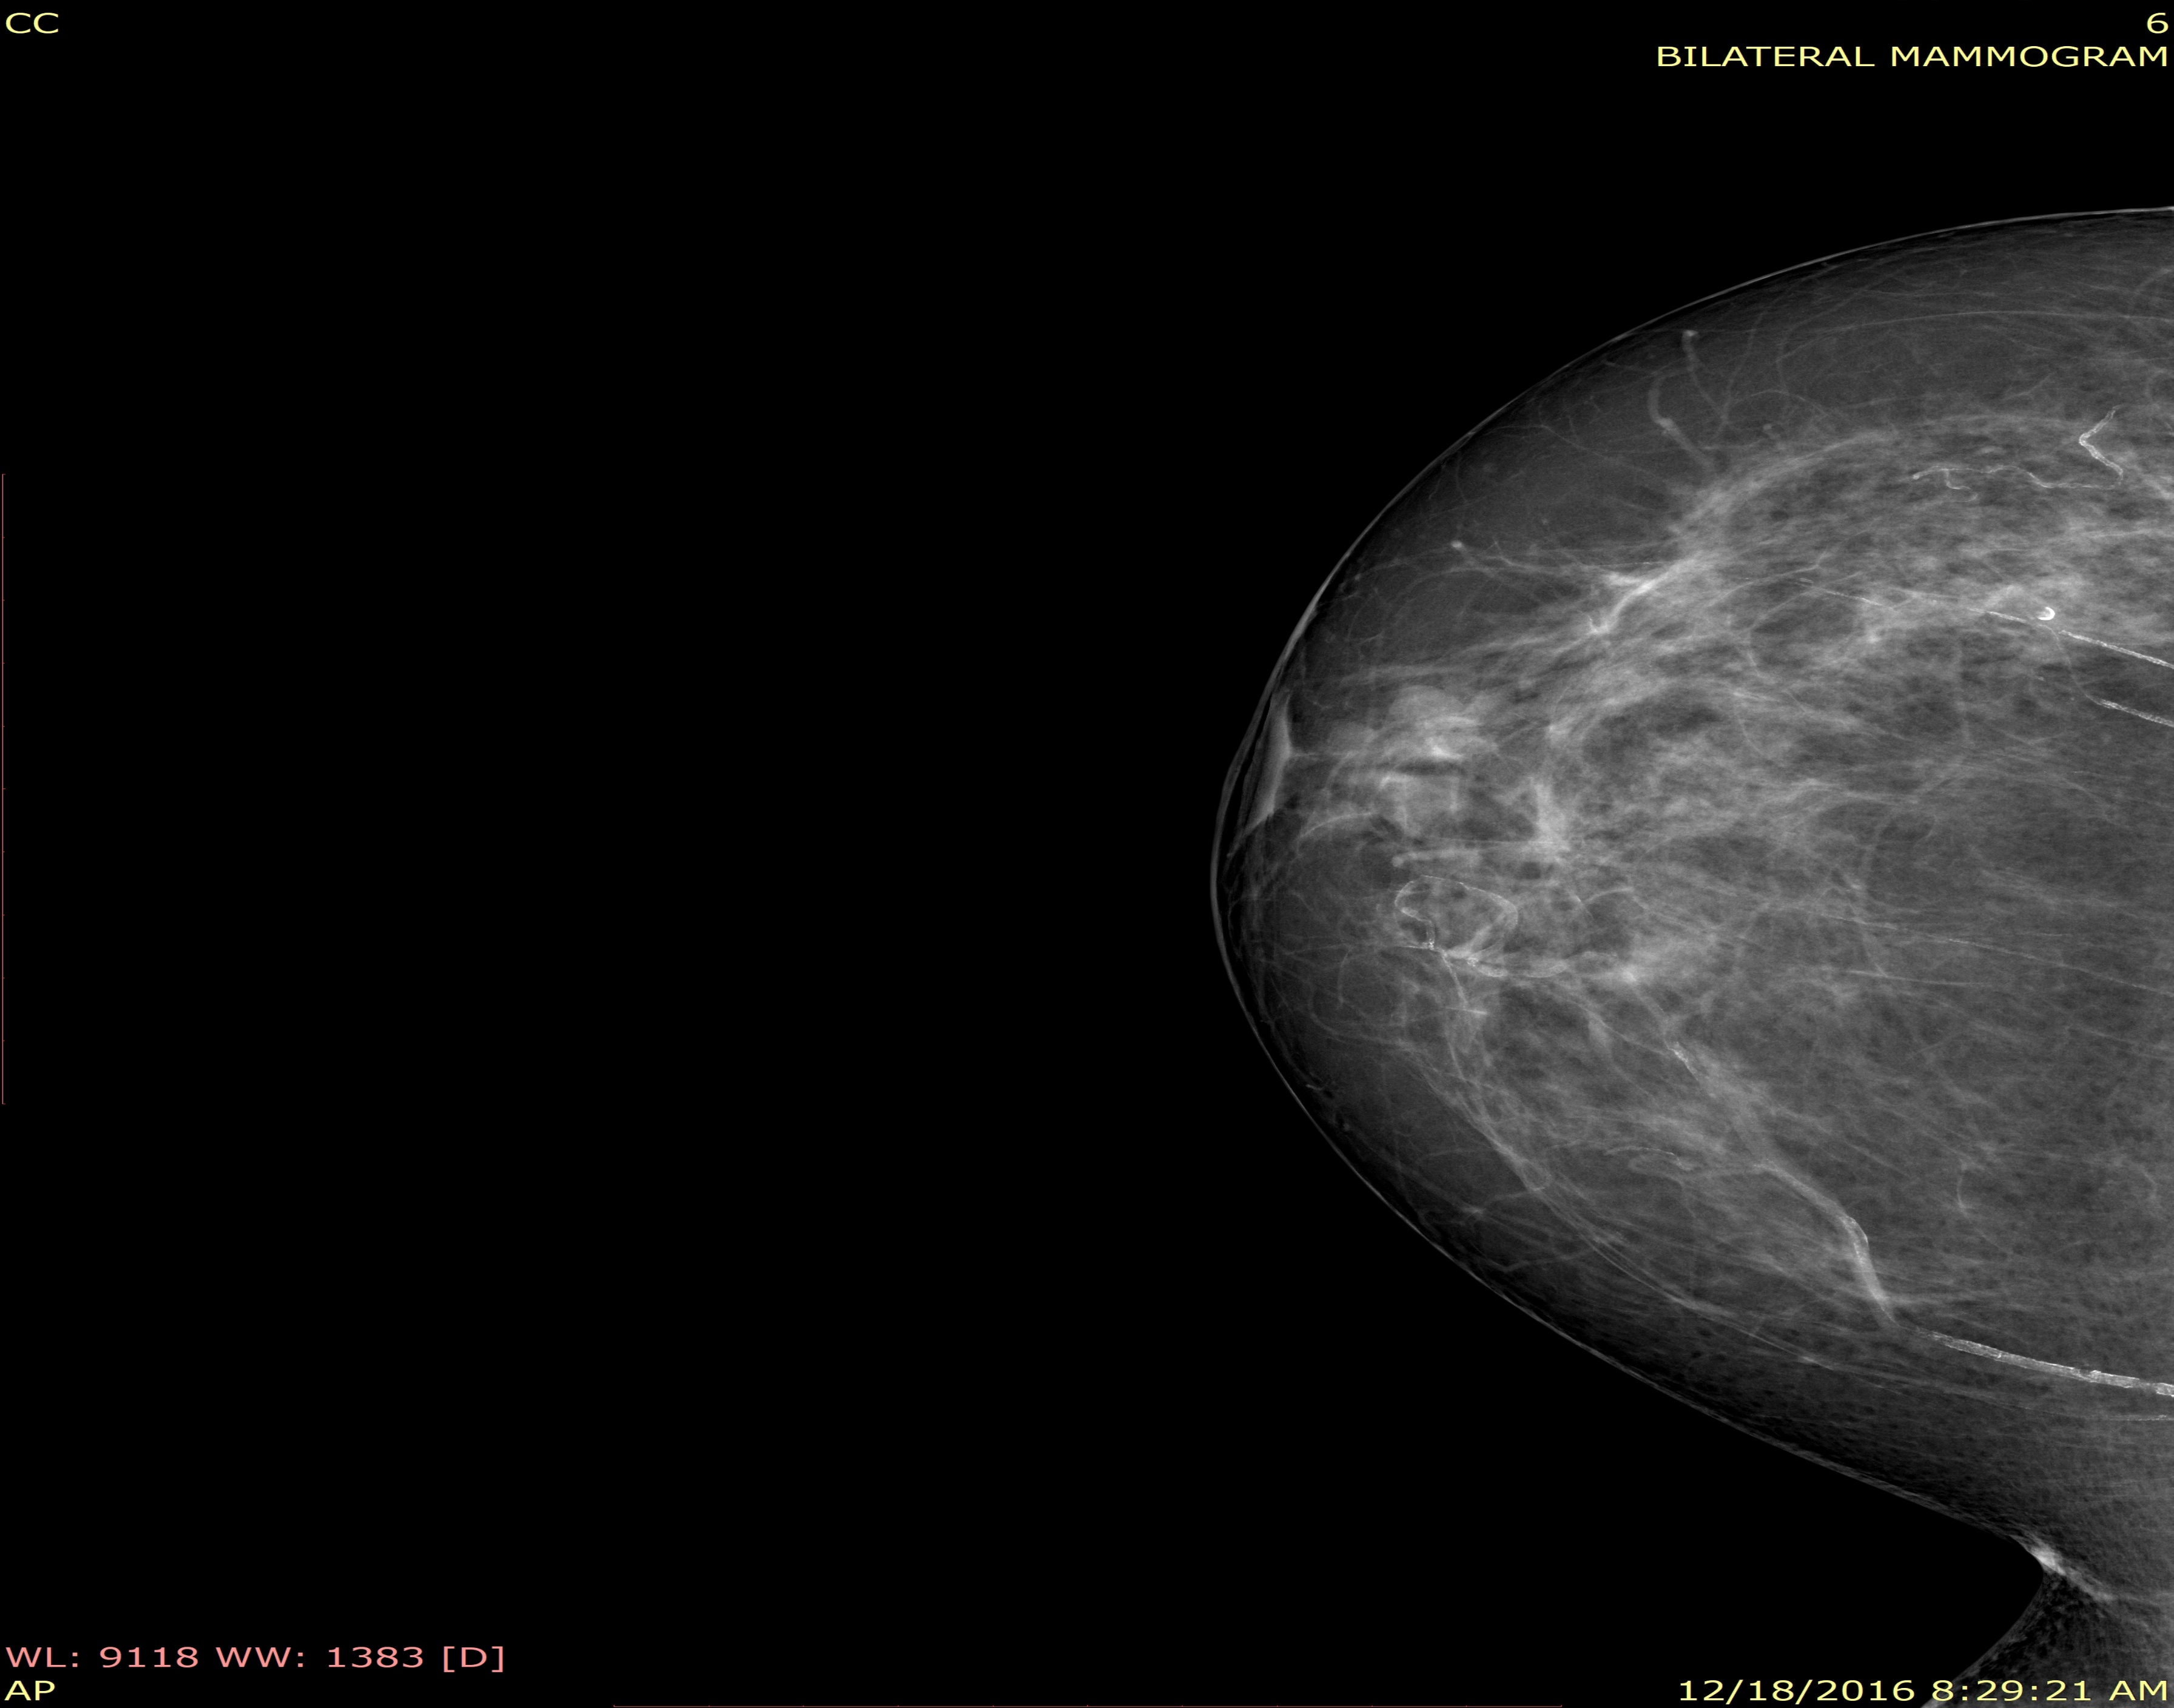 CC
6
BILATERAL MAMMOGRAM
WL: 9118 WW: 1383 [D]
AP
12/18/2016 8:29:21 AM